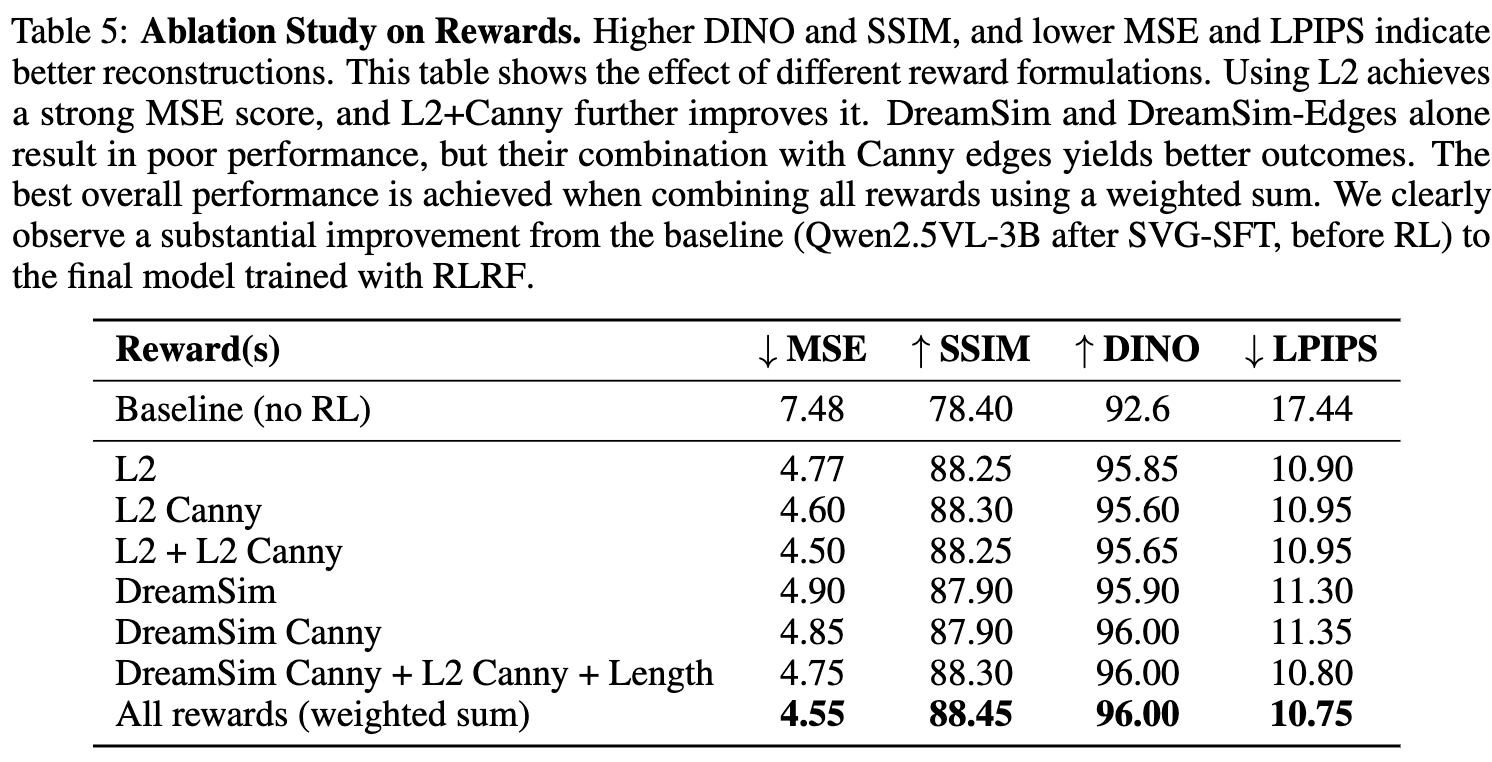 Table 5: Ablation Study on Rewards. Higher DINO and SSIM, and lower MSE and LPIPS indicate
better reconstructions. This table shows the effect of different reward formulations. Using L2 achieves
a strong MSE score, and L2+Canny further improves it. DreamSim and DreamSim-Edges alone
result in poor performance, but their combination with Canny edges yields better outcomes. The
best overall performance is achieved when combining all rewards using a weighted sum. We clearly
observe a substantial improvement from the baseline (Qwen2.5VL-3B after SVG-SFT, before RL) to
the final model trained with RLRF.
Reward(s) ↓ MSE ↑ SSIM ↑ DINO ↓ LPIPS
Baseline (no RL) 7.48 78.40 92.6 17.44
L2 4.77 88.25 95.85 10.90
L2 Canny 4.60 88.30 95.60 10.95
L2 + L2 Canny 4.50 88.25 95.65 10.95
DreamSim 4.90 87.90 95.90 11.30
DreamSim Canny 4.85 87.90 96.00 11.35
DreamSim Canny + L2 Canny + Length 4.75 88.30 96.00 10.80
All rewards (weighted sum) 4.55 88.45 96.00 10.75